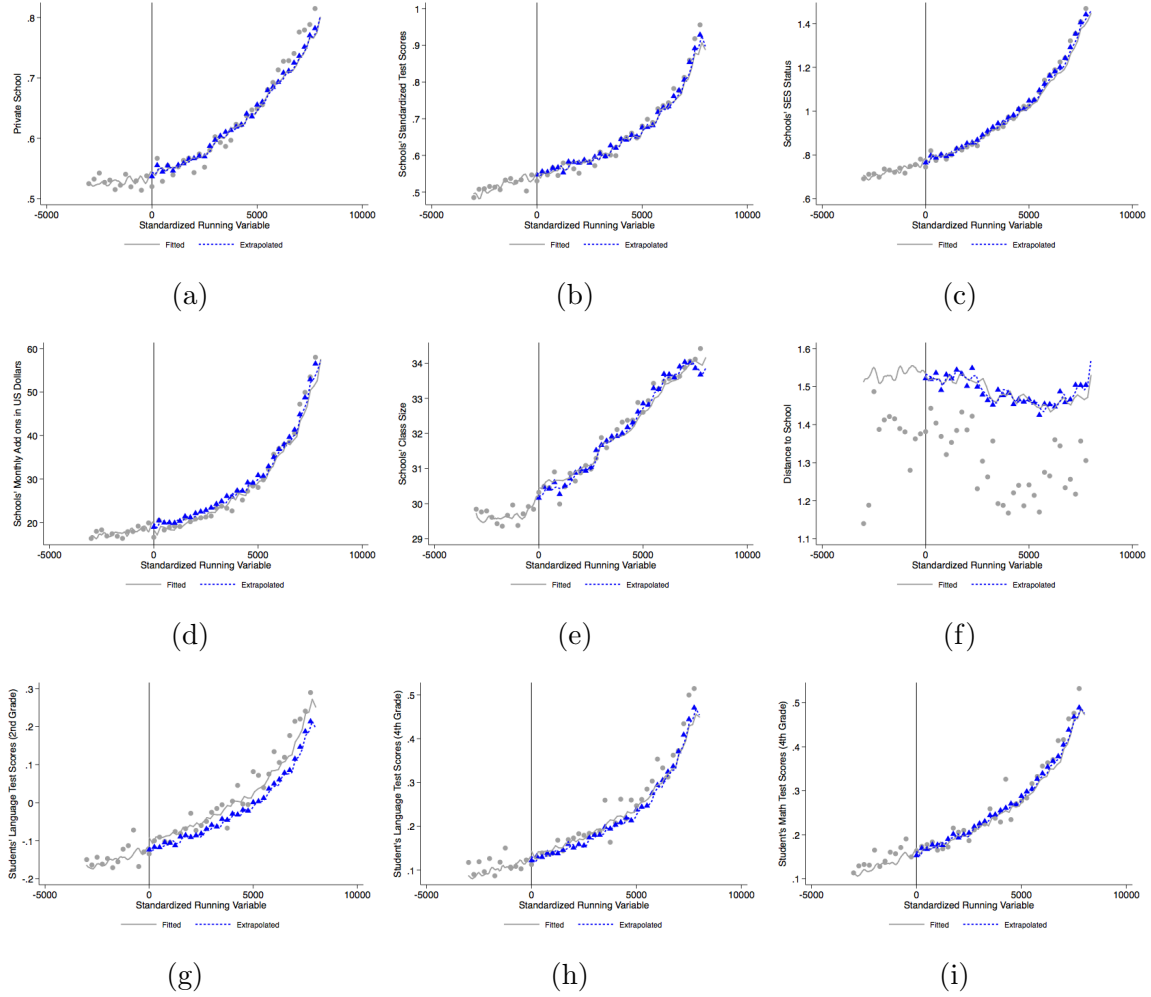 Private School
.8
.7
.6
.5
-5000 0 5000 10000
Standardized Running Variable
Fitted Extrapolated
(a)
Schools' Standardized Test Scores
1
.9
.8
.7
.6
.5
-5000 0 5000 10000
Standardized Running Variable
Fitted Extrapolated
(b)
Schools' SES Status
1.4
1.2
1
.8
.6
-5000 0 5000 10000
Standardized Running Variable
Fitted Extrapolated
(c)
Schools' Monthly Add ons in US Dollars
60
50
40
30
20
-5000 0 5000 10000
Standardized Running Variable
Fitted Extrapolated
(d)
Schools' Class Size
34
33
32
31
30
29
-5000 0 5000 10000
Standardized Running Variable
Fitted Extrapolated
(e)
Distance to School
1.6
1.5
1.4
1.3
1.2
1.1
-5000 0 5000 10000
Standardized Running Variable
Fitted Extrapolated
(f)
Students' Language Test Scores (2nd Grade)
.3
.2
.1
0
-.1
-.2
-5000 0 5000 10000
Standardized Running Variable
Fitted Extrapolated
(g)
Student's Language Test Scores (4th Grade)
.5
.4
.3
.2
.1
-5000 0 5000 10000
Standardized Running Variable
Fitted Extrapolated
(h)
Student's Math Test Scores (4th Grade)
.5
.4
.3
.2
.1
-5000 0 5000 10000
Standardized Running Variable
Fitted Extrapolated
(i)